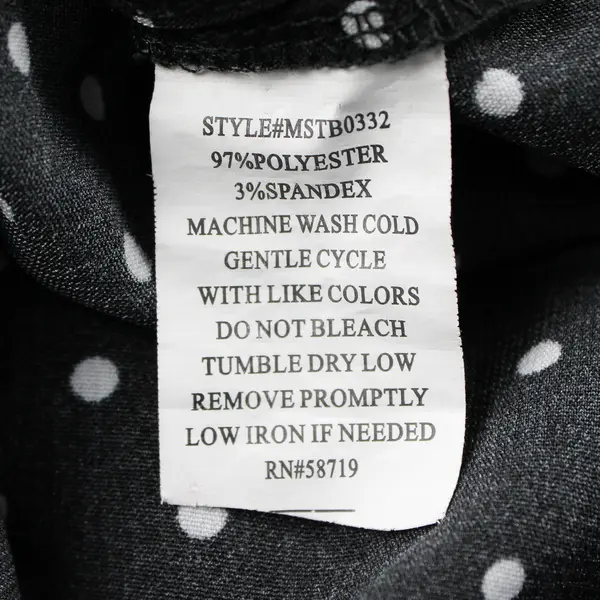 STYLE#MSTB0332
97%POLYESTER
3%SPANDEX
MACHINE WASH COLD
GENTLE CYCLE
WITH LIKE COLORS
DO NOT BLEACH
TUMBLE DRY LOW
REMOVE PROMPTLY
LOW IRON IF NEEDED
RN#58719